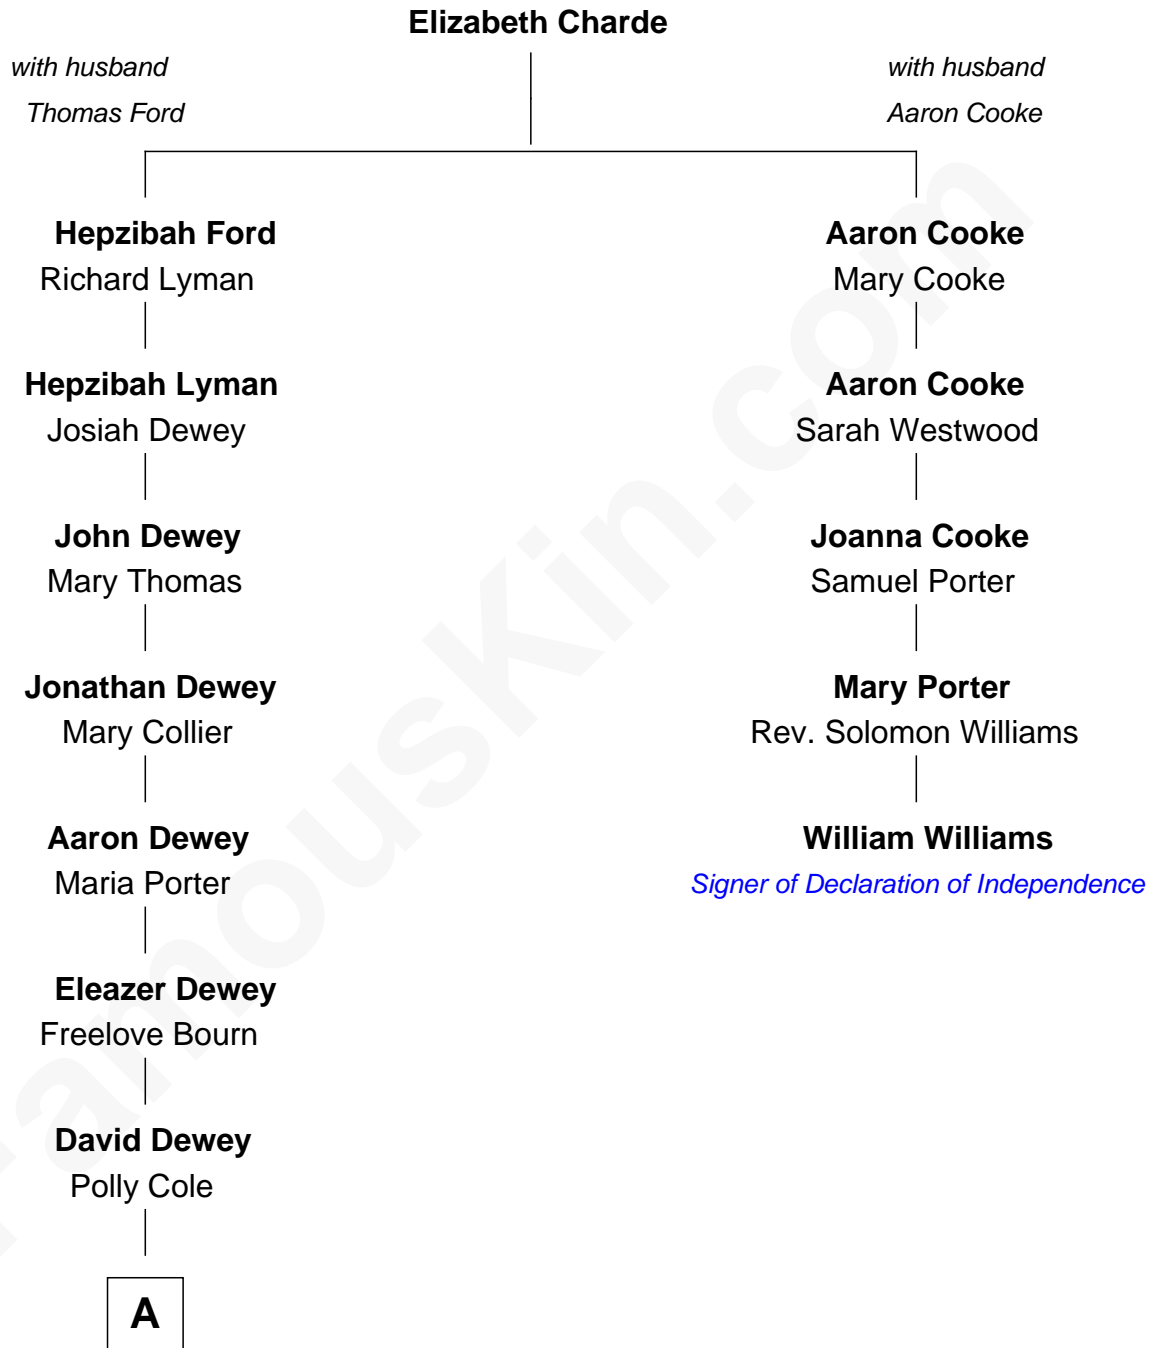 Elizabeth Charde
with husband
Thomas Ford
with husband
Aaron Cooke
Hepzibah Ford
Richard Lyman
Aaron Cooke
Mary Cooke
Hepzibah Lyman
Josiah Dewey
Aaron Cooke
Sarah Westwood
John Dewey
Mary Thomas
Joanna Cooke
Samuel Porter
Jonathan Dewey
Mary Collier
Mary Porter
Rev. Solomon Williams
Aaron Dewey
Maria Porter
William Williams
Signer of Declaration of Independence
Eleazer Dewey
Freelove Bourn
David Dewey
Polly Cole
A
FamousKin.com